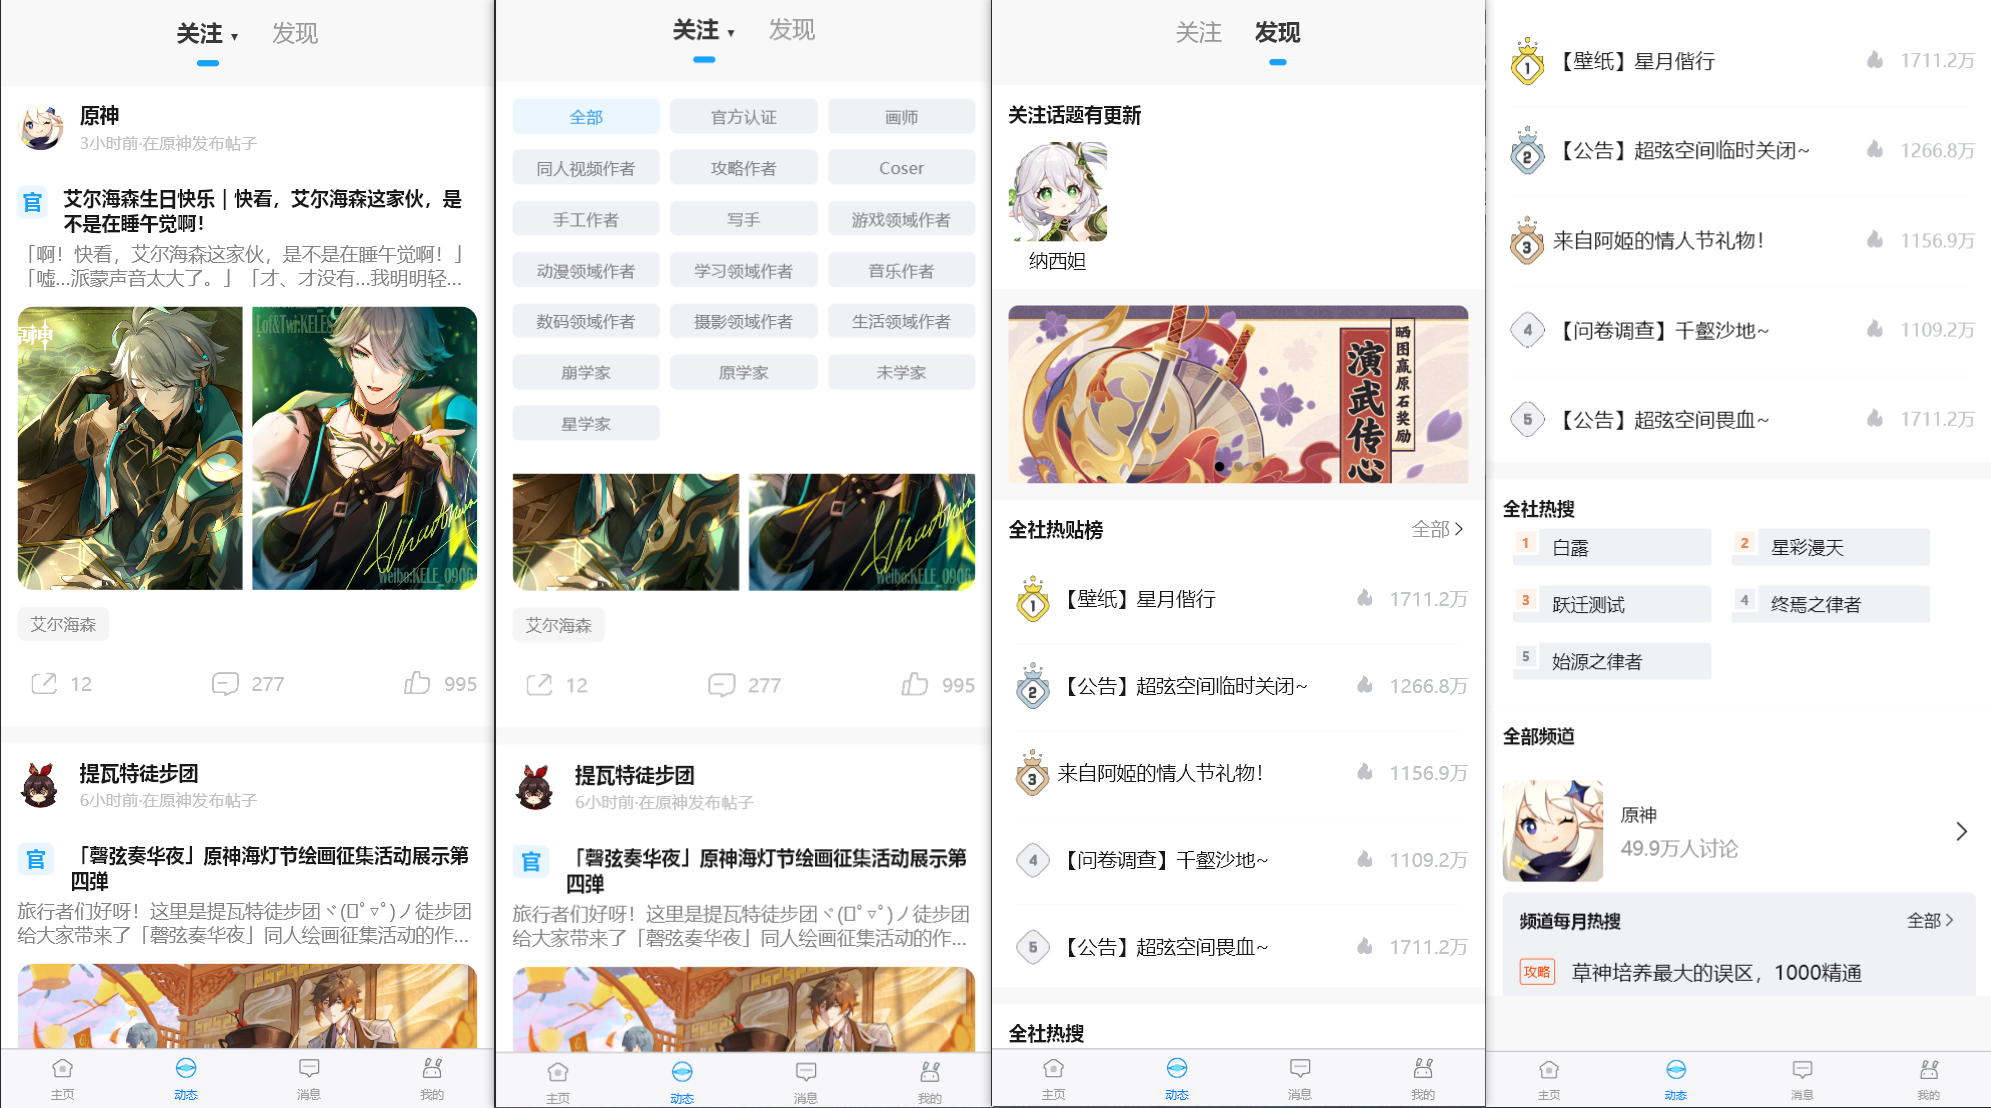 关注 ▾ 发现
原神
3小时前·在原神发布帖子
官 艾尔海森生日快乐｜快看，艾尔海森这家伙，是
不是在睡午觉啊！
「啊！快看，艾尔海森这家伙，是不是在睡午觉啊！」
「嘘...派蒙声音太大了。」「才、才没有...我明明轻...
原神
Lof&Twi:KELES
Weibo:KELE_0906
艾尔海森
12 277 995
提瓦特徒步团
6小时前·在原神发布帖子
官 「磬弦奏华夜」原神海灯节绘画征集活动展示第
四弹
旅行者们好呀！这里是提瓦特徒步团ヾ(▯ﾟ▿ﾟ)ノ徒步团
给大家带来了「磬弦奏华夜」同人绘画征集活动的作...
主页 动态 消息 我的
关注 ▾ 发现
全部 官方认证 画师
同人视频作者 攻略作者 Coser
手工作者 写手 游戏领域作者
动漫领域作者 学习领域作者 音乐作者
数码领域作者 摄影领域作者 生活领域作者
崩学家 原学家 未学家
星学家
Weibo:KELE_0906
艾尔海森
12 277 995
提瓦特徒步团
6小时前·在原神发布帖子
官 「磬弦奏华夜」原神海灯节绘画征集活动展示第
四弹
旅行者们好呀！这里是提瓦特徒步团ヾ(▯ﾟ▿ﾟ)ノ徒步团
给大家带来了「磬弦奏华夜」同人绘画征集活动的作...
主页 动态 消息 我的
关注 发现
关注话题有更新
纳西妲
演武传心
晒图赢原石奖励
全社热贴榜 全部
1 【壁纸】星月偕行 1711.2万
2 【公告】超弦空间临时关闭~ 1266.8万
3 来自阿姬的情人节礼物！ 1156.9万
4 【问卷调查】千壑沙地~ 1109.2万
5 【公告】超弦空间畏血~ 1711.2万
全社热搜
主页 动态 消息 我的
1 【壁纸】星月偕行 1711.2万
2 【公告】超弦空间临时关闭~ 1266.8万
3 来自阿姬的情人节礼物！ 1156.9万
4 【问卷调查】千壑沙地~ 1109.2万
5 【公告】超弦空间畏血~ 1711.2万
全社热搜
1 白露 2 星彩漫天
3 跃迁测试 4 终焉之律者
5 始源之律者
全部频道
原神
49.9万人讨论
频道每月热搜 全部
攻略 草神培养最大的误区，1000精通
主页 动态 消息 我的